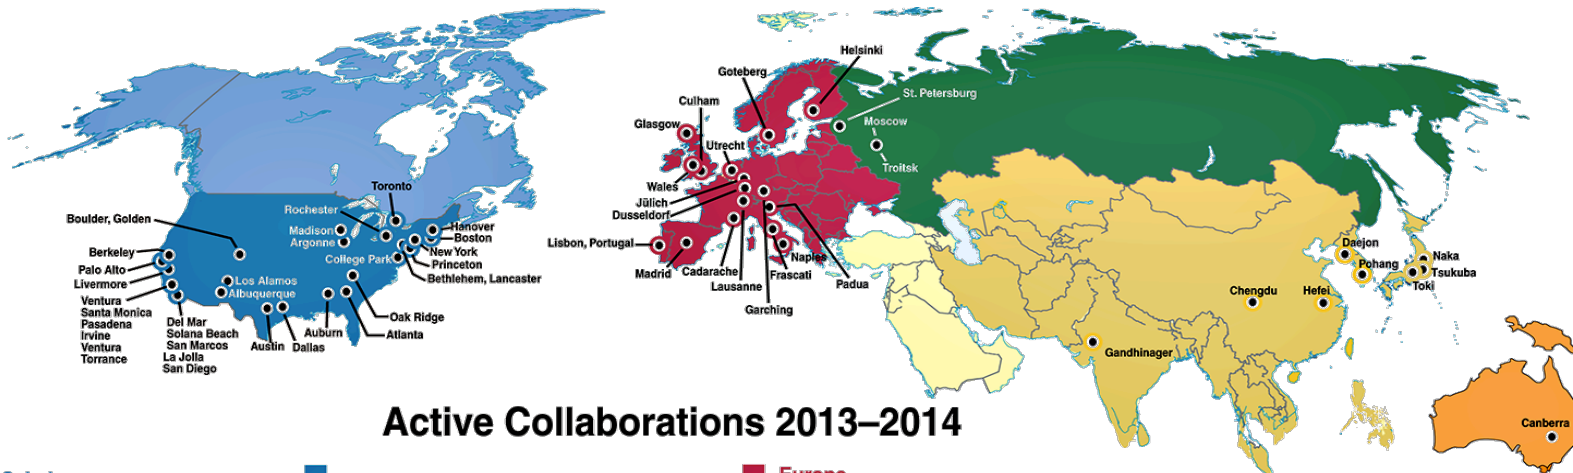 Helsinki
Goteberg
Culham
Glasgow
Utrecht
St. Petersburg
Moscow
Troitsk
Wales
Jülich
Dusseldorf
Lisbon, Portugal
Madrid
Cadarache
Lausanne
Garching
Frascati
Naples
Padua
Toronto
Rochester
Boulder, Golden
Madison
Argonne
Hanover
Boston
New York
College Park
Princeton
Bethlehem, Lancaster
Berkeley
Palo Alto
Livermore
Los Alamos
Albuquerque
Ventura
Santa Monica
Pasadena
Irvine
Ventura
Torrance
Del Mar
Solana Beach
San Marcos
La Jolla
San Diego
Austin
Dallas
Auburn
Oak Ridge
Atlanta
Daejon
Pohang
Naka
Tsukuba
Toki
Chengdu
Hefei
Gandhinager
Canberra
Active Collaborations 2013–2014
Europe